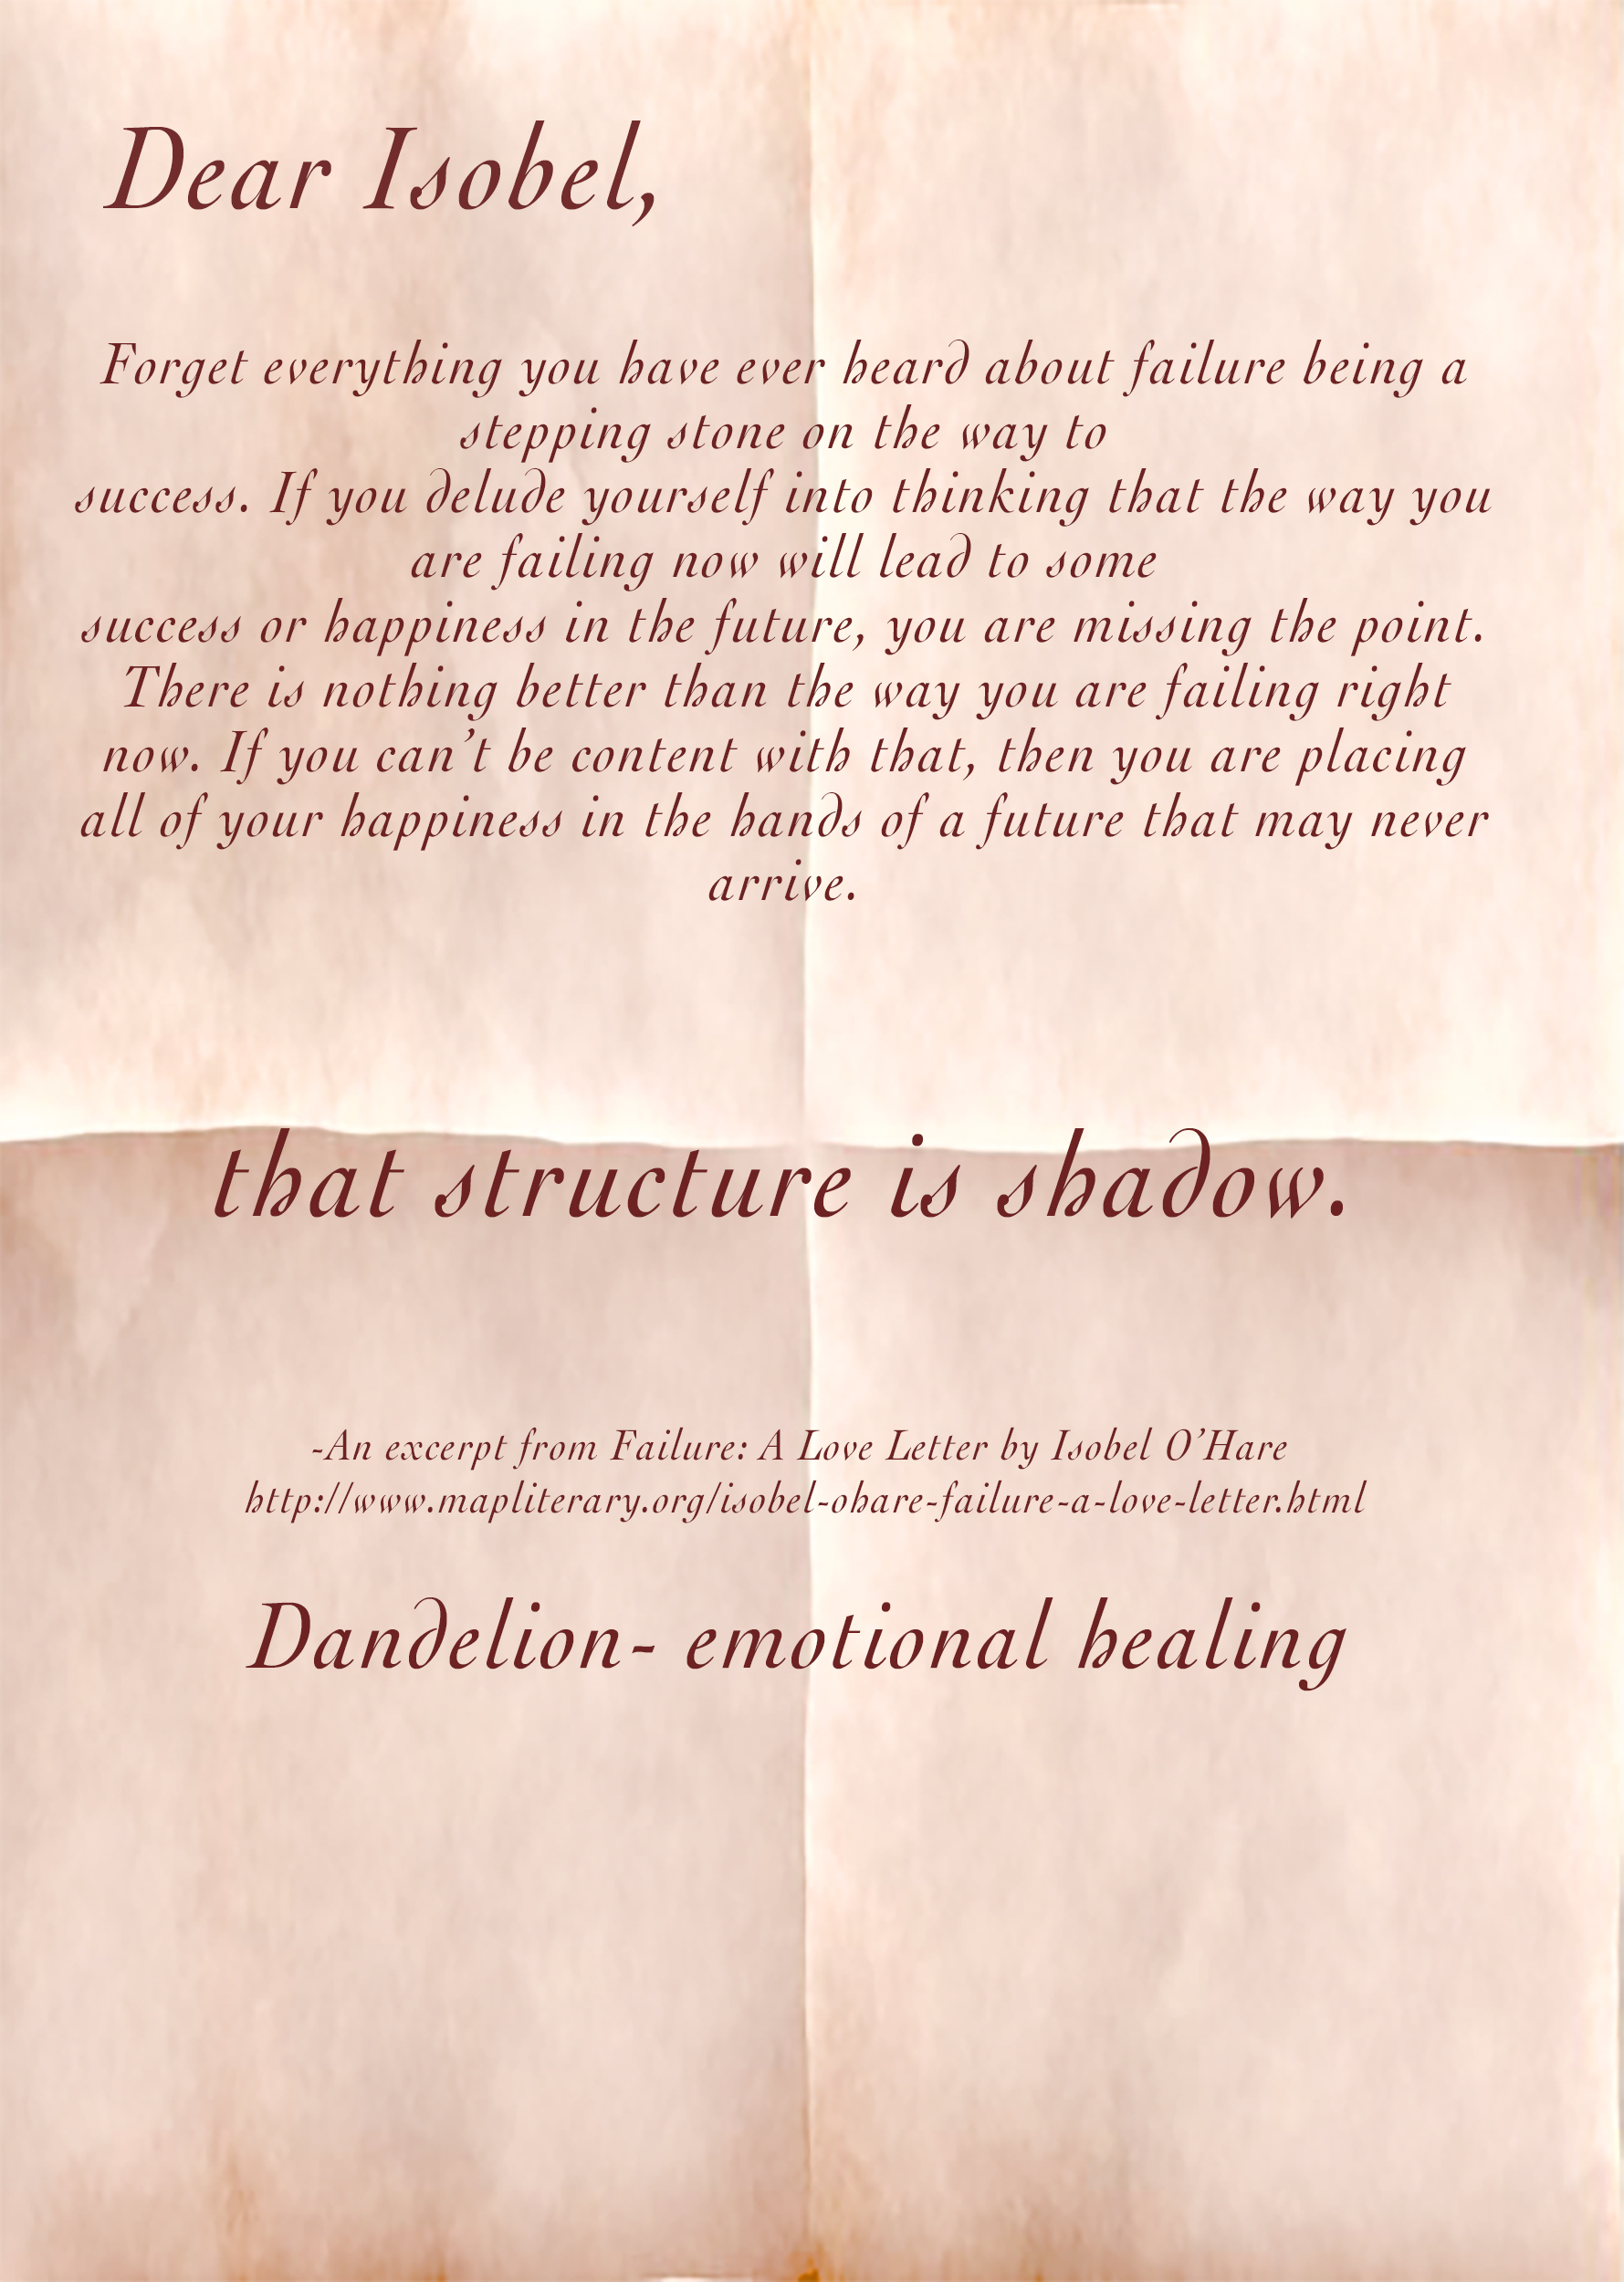 Dear Isobel,
Forget everything you have ever heard about failure being a
stepping stone on the way to
success. If you delude yourself into thinking that the way you
are failing now will lead to some
success or happiness in the future, you are missing the point.
There is nothing better than the way you are failing right
now. If you can’t be content with that, then you are placing
all of your happiness in the hands of a future that may never
arrive.
that structure is shadow.
-An excerpt from Failure: A Love Letter by Isobel O’Hare
http://www.mapliterary.org/isobel-ohare-failure-a-love-letter.html
Dandelion- emotional healing